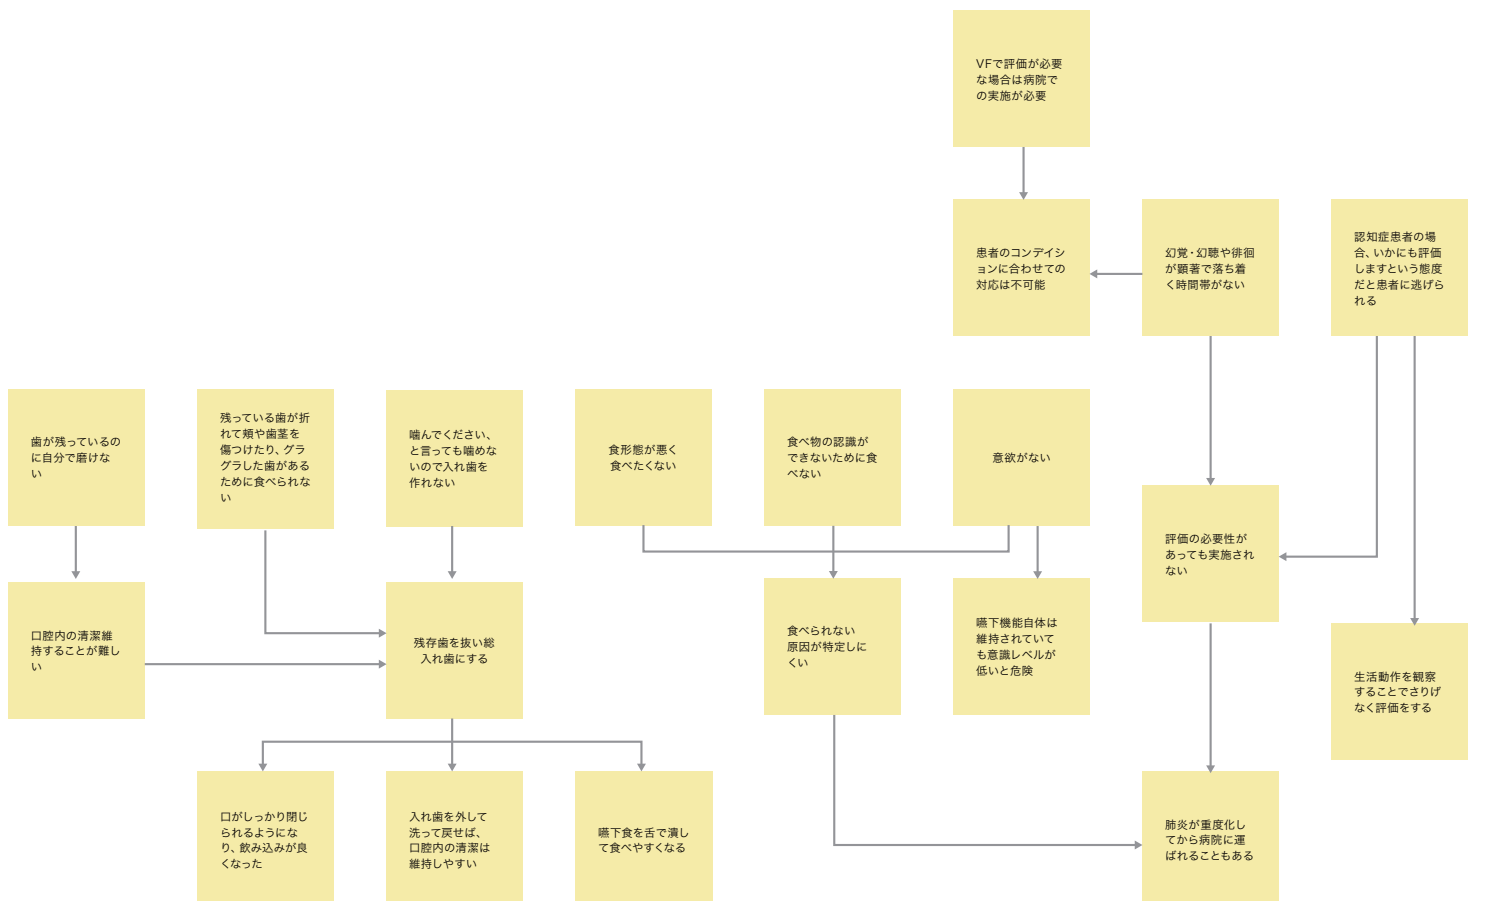 VFで評価が必要
な場合は病院で
の実施が必要
患者のコンデイシ
ョンに合わせての
対応は不可能
幻覚・幻聴や徘徊
が顕著で落ち着
く時間帯がない
認知症患者の場
合、いかにも評価
しますという態度
だと患者に逃げら
れる
歯が残っているの
に自分で磨けな
い
残っている歯が折
れて頬や歯茎を
傷つけたり、グラ
グラした歯がある
ために食べられな
い
噛んでください、
と言っても噛めな
いので入れ歯を
作れない
食形態が悪く
食べたくない
食べ物の認識が
できないために食
べない
意欲がない
評価の必要性が
あっても実施され
ない
口腔内の清潔維
持することが難し
い
残存歯を抜い総
入れ歯にする
食べられない
原因が特定しに
くい
嚥下機能自体は
維持されていて
も意識レベルが
低いと危険
生活動作を観察
することでさりげ
なく評価をする
口がしっかり閉じ
られるようにな
り、飲み込みが良
くなった
入れ歯を外して
洗って戻せば、
口腔内の清潔は
維持しやすい
嚥下食を舌で潰し
て食べやすくなる
肺炎が重度化し
てから病院に運
ばれることもある